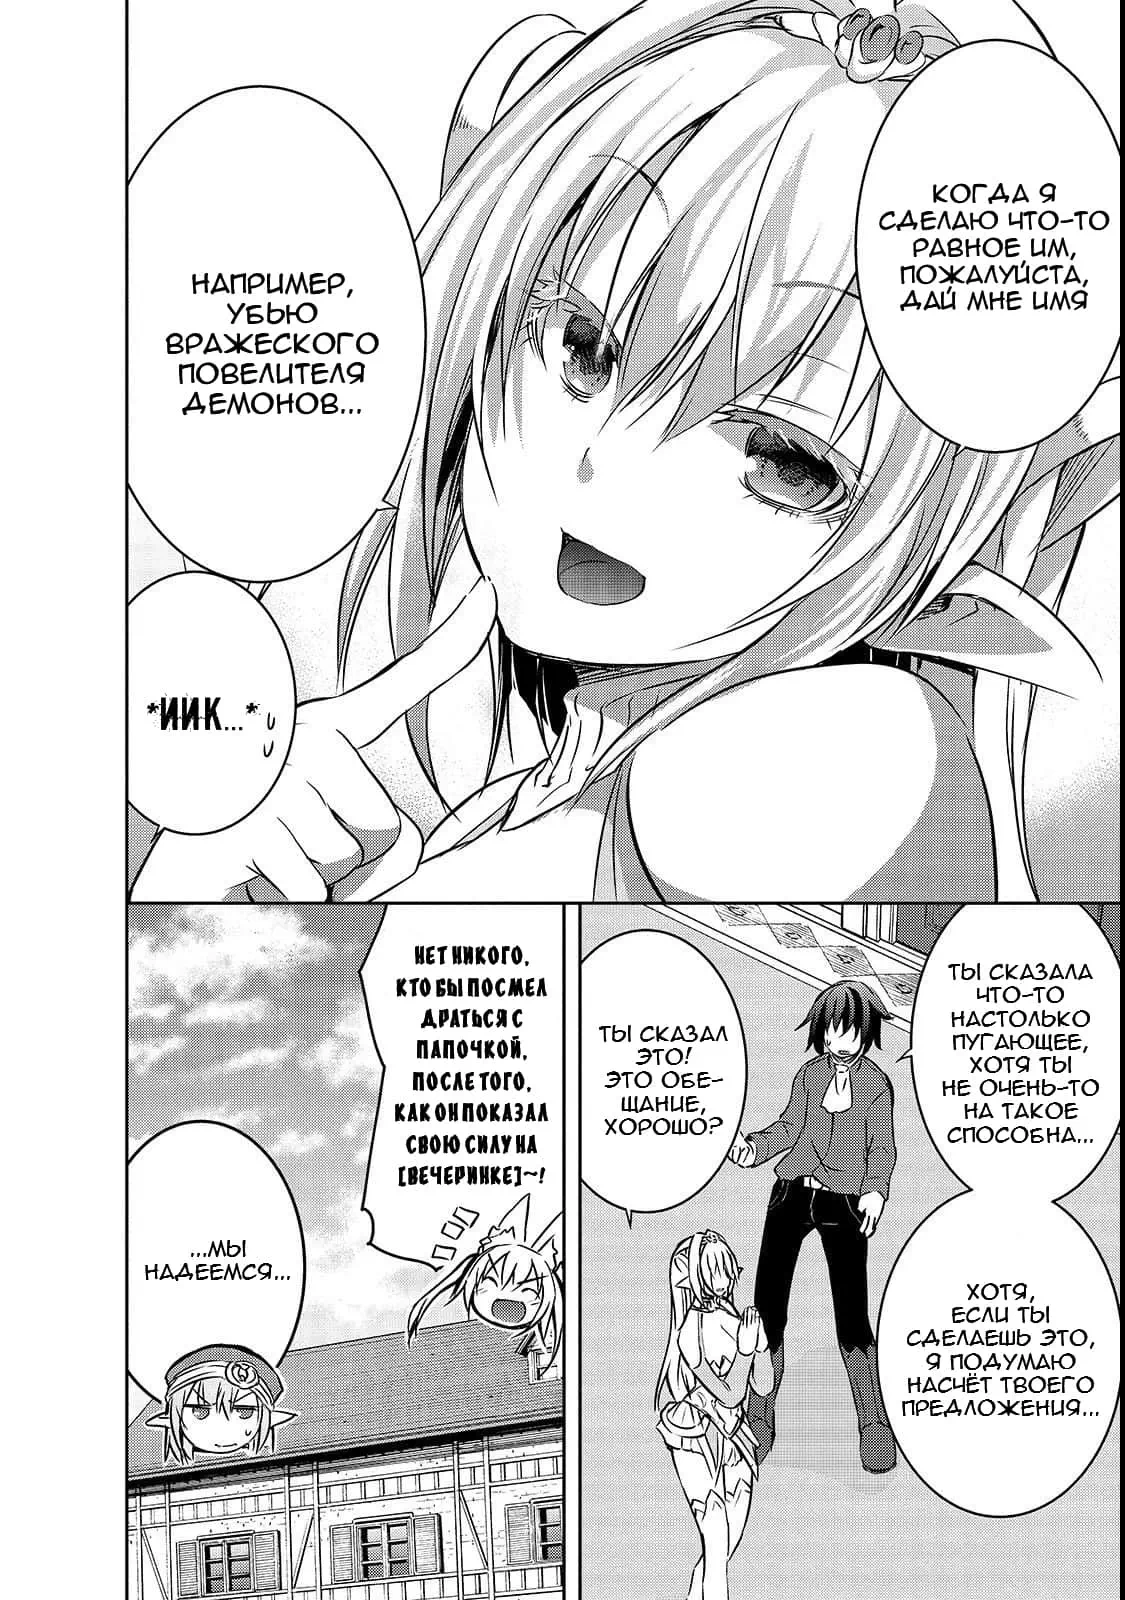 КОГДА Я
СДЕЛАЮ ЧТО-ТО
РАВНОЕ ИМ,
ПОЖАЛУЙСТА,
ДАЙ МНЕ ИМЯ
НАПРИМЕР,
УБЬЮ
ВРАЖЕСКОГО
ПОВЕЛИТЕЛЯ
ДЕМОНОВ...
*ИИК...*
ТЫ СКАЗАЛА
ЧТО-ТО
НАСТОЛЬКО
ПУГАЮЩЕЕ,
ХОТЯ ТЫ
НЕ ОЧЕНЬ-ТО
НА ТАКОЕ
СПОСОБНА...
ХОТЯ,
ЕСЛИ ТЫ
СДЕЛАЕШЬ ЭТО,
Я ПОДУМАЮ
НАСЧЁТ ТВОЕГО
ПРЕДЛОЖЕНИЯ...
ТЫ СКАЗАЛ
ЭТО!
ЭТО ОБЕ-
ЩАНИЕ,
ХОРОШО?
НЕТ НИКОГО,
КТО БЫ ПОСМЕЛ
ДРАТЬСЯ С
ПАПОЧКОЙ,
ПОСЛЕ ТОГО,
КАК ОН ПОКАЗАЛ
СВОЮ СИЛУ НА
[ВЕЧЕРИНКЕ]~!
...МЫ
НАДЕЕМСЯ...